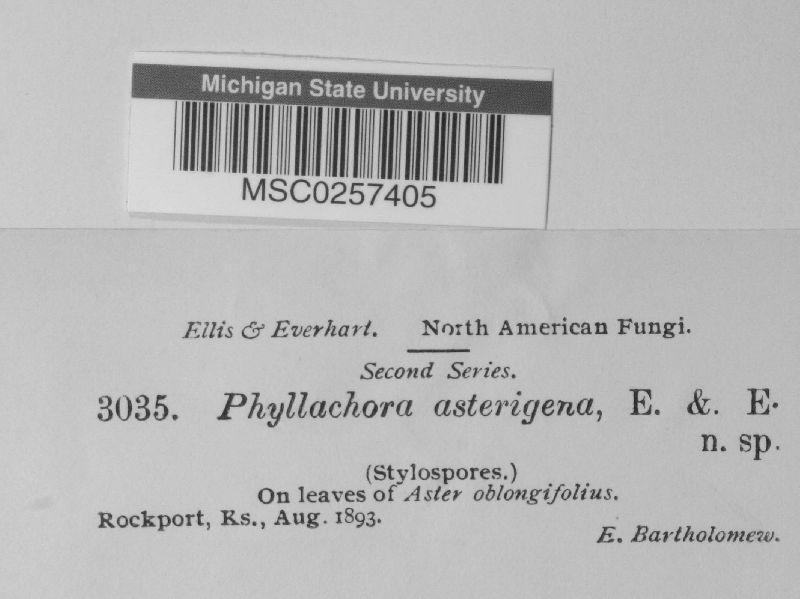 Michigan State University
MSC0257405
Ellis & Everhart. North American Fungi.
Second Series.
3035. Phyllachora asterigena, E. &. E.
n. sp.
(Stylospores.)
On leaves of Aster oblongifolius.
Rockport, Ks., Aug. 1893.
E. Bartholomew.